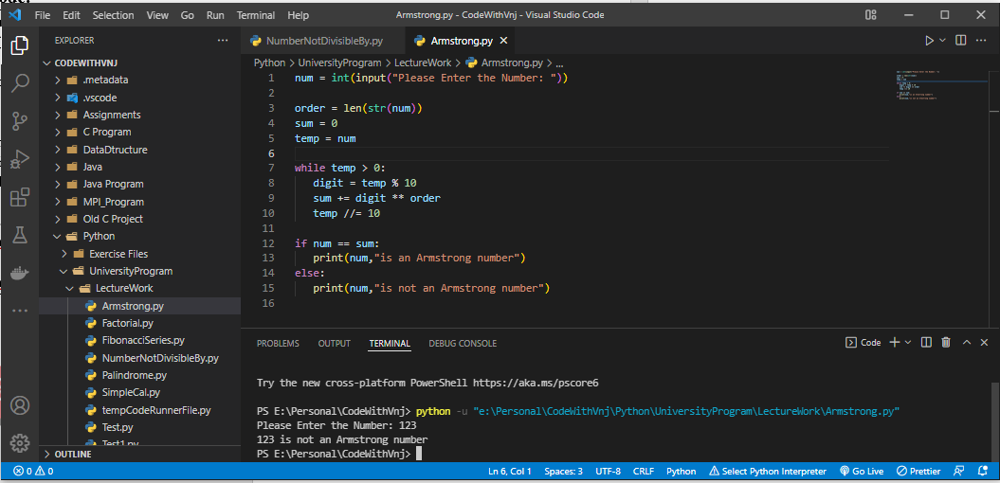 File Edit Selection View Go Run Terminal Help Armstrong.py - CodeWithVnj - Visual Studio Code
EXPLORER
CODEWITHVNJ
.metadata
.vscode
Assignments
C Program
DataDtructure
Java
Java Program
MPI_Program
Old C Project
Python
Exercise Files
UniversityProgram
LectureWork
Armstrong.py
Factorial.py
FibonacciSeries.py
NumberNotDivisibleBy.py
Palindrome.py
SimpleCal.py
tempCodeRunnerFile.py
Test.py
Test1.py
OUTLINE
NumberNotDivisibleBy.py Armstrong.py
Python > UniversityProgram > LectureWork > Armstrong.py > ...
1 num = int(input("Please Enter the Number: "))
2
3 order = len(str(num))
4 sum = 0
5 temp = num
6
7 while temp > 0:
8 digit = temp % 10
9 sum += digit ** order
10 temp //= 10
11
12 if num == sum:
13 print(num,"is an Armstrong number")
14 else:
15 print(num,"is not an Armstrong number")
16
PROBLEMS OUTPUT TERMINAL DEBUG CONSOLE Code
Try the new cross-platform PowerShell https://aka.ms/pscore6
PS E:\Personal\CodeWithVnj> python -u "e:\Personal\CodeWithVnj\Python\UniversityProgram\LectureWork\Armstrong.py"
Please Enter the Number: 123
123 is not an Armstrong number
PS E:\Personal\CodeWithVnj>
0 0 Ln 6, Col 1 Spaces: 3 UTF-8 CRLF Python Select Python Interpreter Go Live Prettier